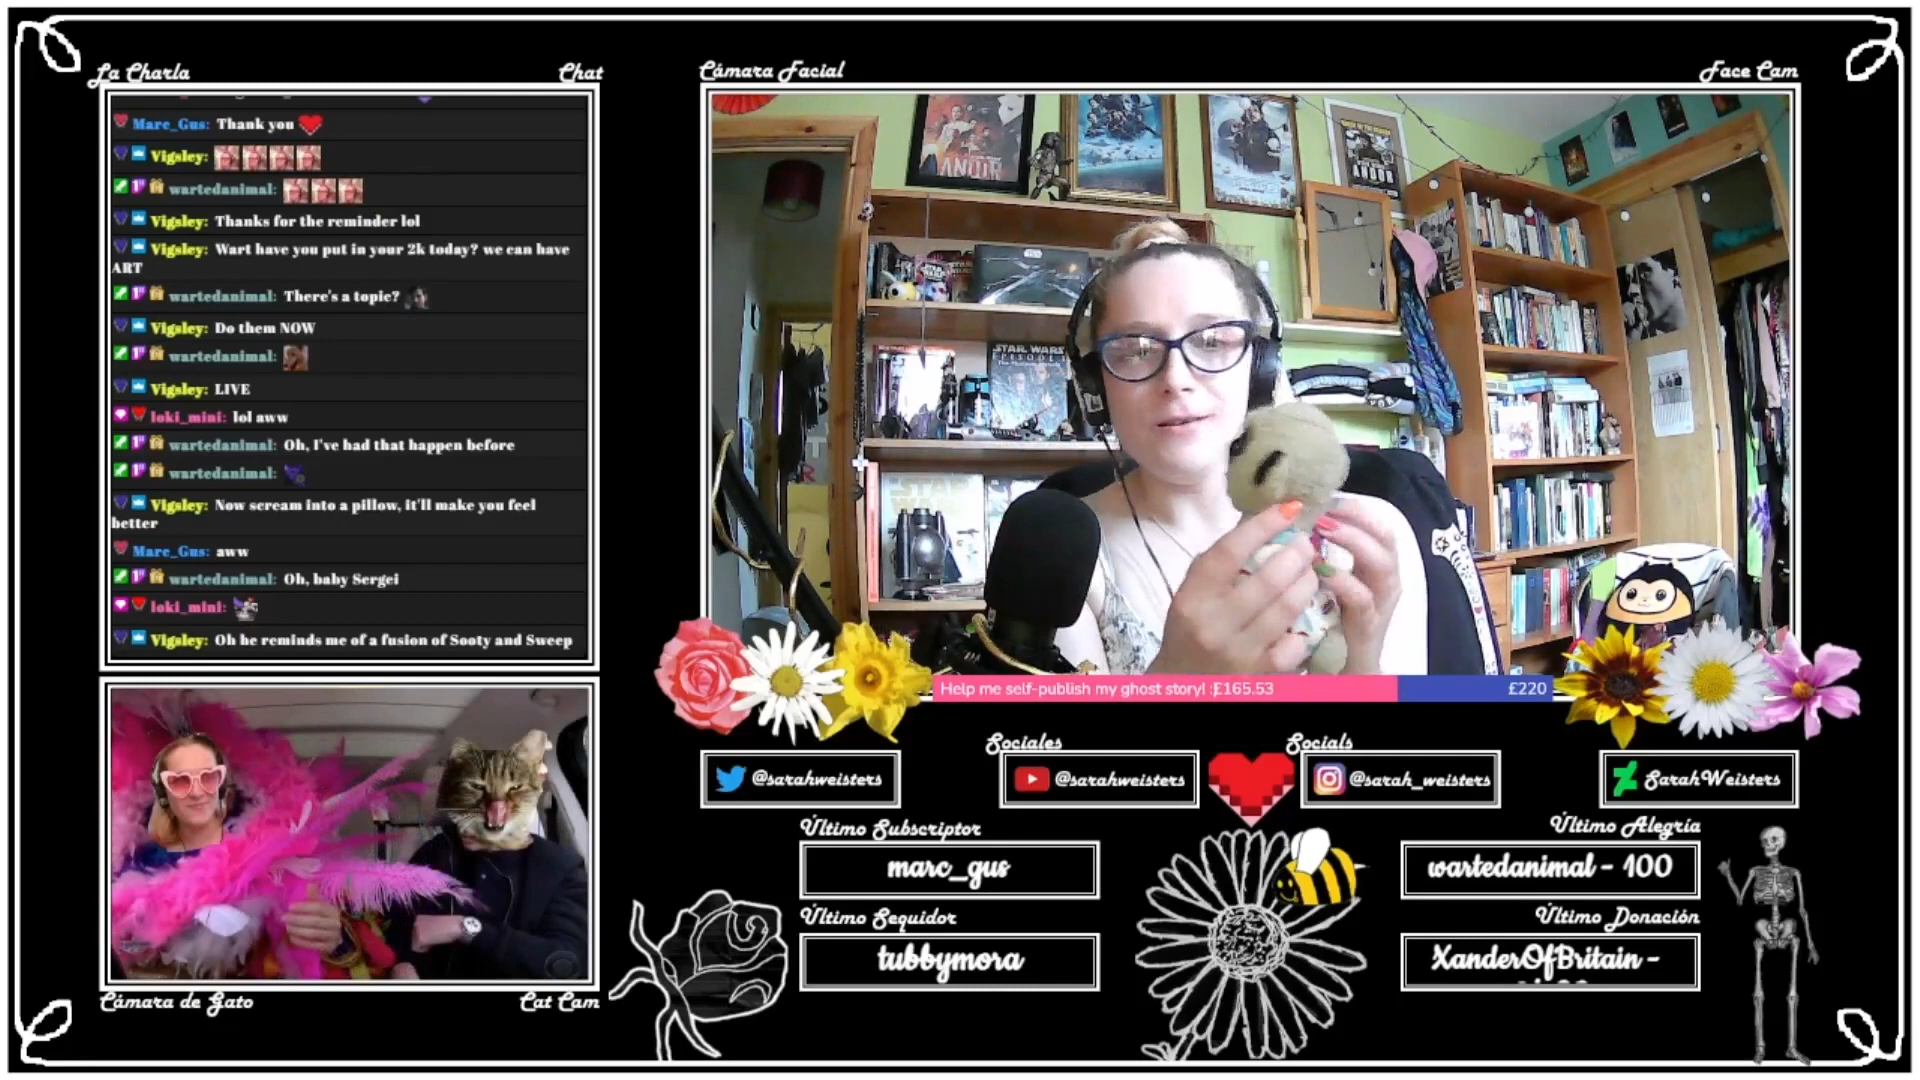 La Charla
Chat
Marc_Gus: Thank you
Vigsley:
wartedanimal:
Vigsley: Thanks for the reminder lol
Vigsley: Wart have you put in your 2k today? we can have
ART
wartedanimal: There's a topic?
Vigsley: Do them NOW
wartedanimal:
Vigsley: LIVE
loki_mini: lol aww
wartedanimal: Oh, I've had that happen before
wartedanimal:
Vigsley: Now scream into a pillow, it'll make you feel
better
Marc_Gus: aww
wartedanimal: Oh, baby Sergei
loki_mini:
Vigsley: Oh he reminds me of a fusion of Sooty and Sweep
Cámara de Gato
Cat Cam
Cámara Facial
Face Cam
ANDOR
ANDOR
STAR WARS
EPISODE I
Help me self-publish my ghost story! :£165.53
£220
Sociales
Socials
@sarahweisters
@sarahweisters
@sarah_weisters
SarahWeisters
Último Subscriptor
marc_gus
Último Seguidor
tubbymora
Último Alegría
wartedanimal - 100
Último Donación
XanderOfBritain -